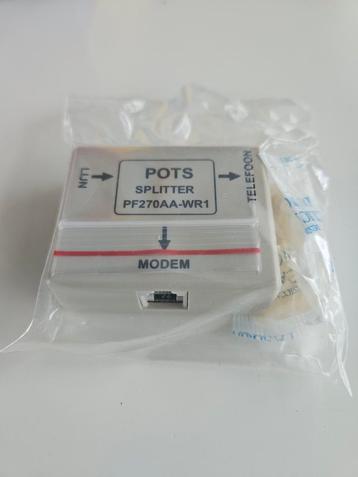 LIJN
POTS
SPLITTER
PF270AA-WR1
TELEFOON
MODEM